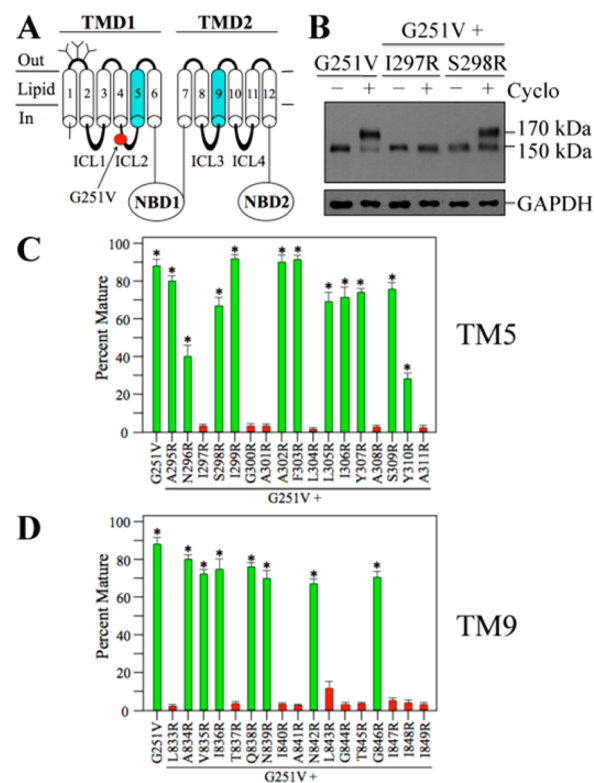 A
TMD1 TMD2
Out
Lipid
In
1 2 3 4 5 6 7 8 9 10 11 12
ICL1 ICL2 ICL3 ICL4
G251V
NBD1 NBD2
B
G251V +
G251V I297R S298R
− + − + − + Cyclo
170 kDa
150 kDa
GAPDH
C
Percent Mature
100
80
60
40
20
0
* * * * * * * * * * * *
G251V A295R N296R I297R S298R I299R G300R A301R A302R F303R L304R L305R I306R Y307R A308R S309R Y310R A311R
G251V +
TM5
D
Percent Mature
100
80
60
40
20
0
* * * * * * * *
G251V L833R A834R V835R I836R T837R Q838R N839R I840R A841R N842R L843R G844R T845R G846R I847R I848R I849R
G251V +
TM9